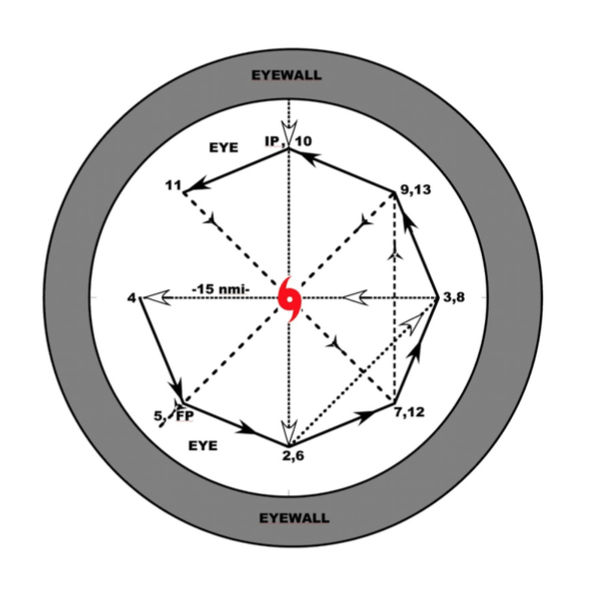 EYEWALL
EYE
IP, 10
11
9,13
-15 nmi-
4
3,8
5, FP
7,12
EYE
2,6
EYEWALL